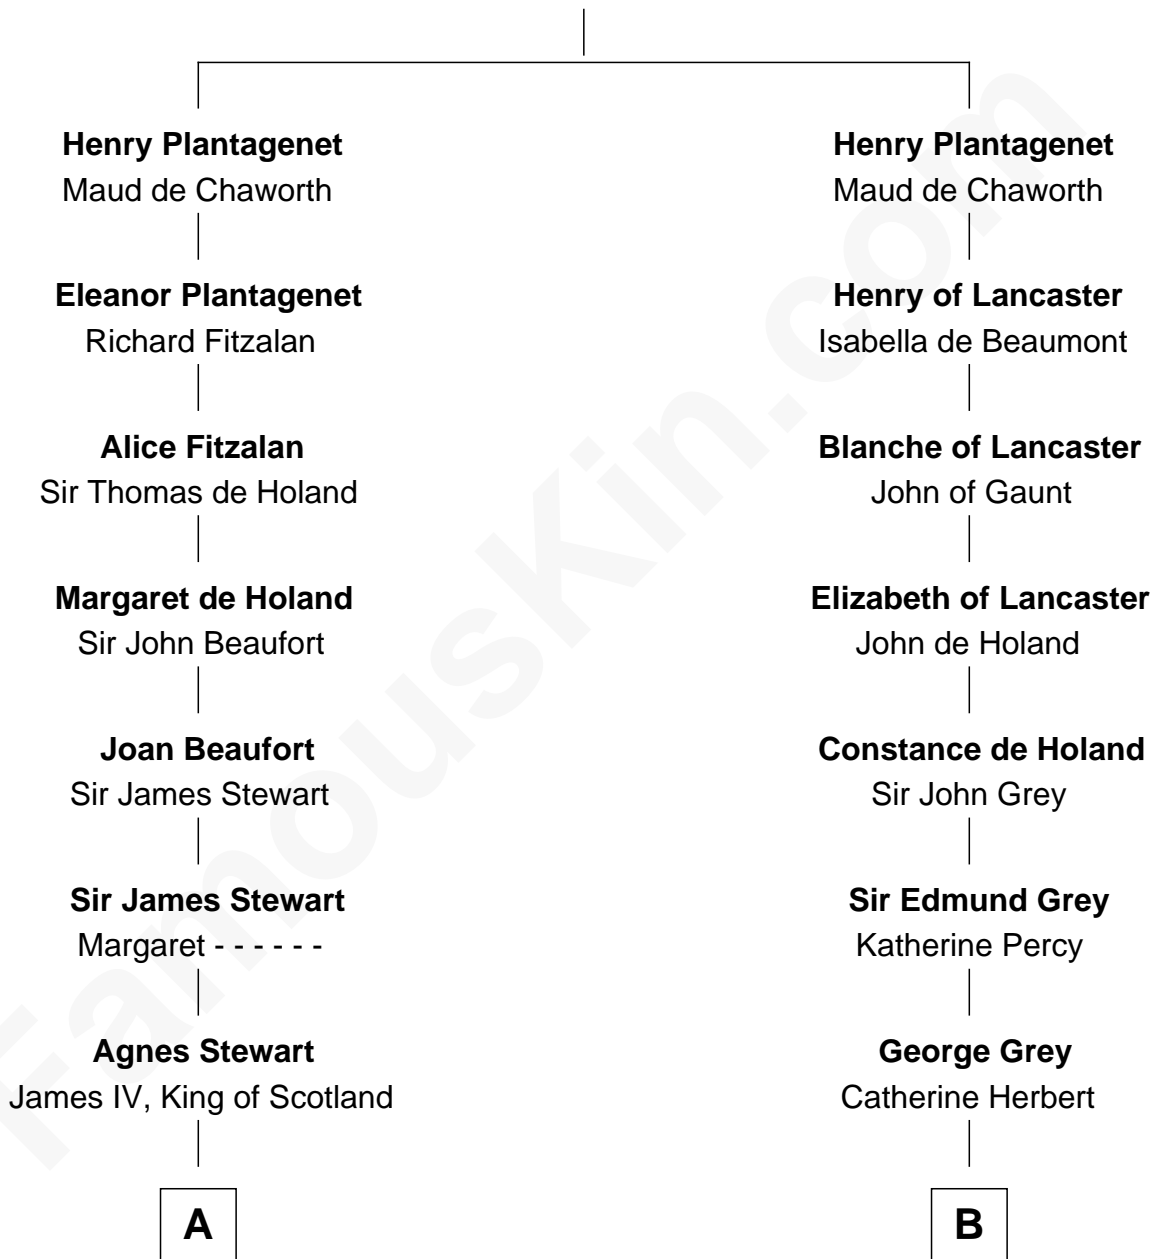 Henry Plantagenet
Maud de Chaworth
Eleanor Plantagenet
Richard Fitzalan
Alice Fitzalan
Sir Thomas de Holand
Margaret de Holand
Sir John Beaufort
Joan Beaufort
Sir James Stewart
Sir James Stewart
Margaret - - - - - -
Agnes Stewart
James IV, King of Scotland
A
Henry Plantagenet
Maud de Chaworth
Henry of Lancaster
Isabella de Beaumont
Blanche of Lancaster
John of Gaunt
Elizabeth of Lancaster
John de Holand
Constance de Holand
Sir John Grey
Sir Edmund Grey
Katherine Percy
George Grey
Catherine Herbert
B
FamousKin.com